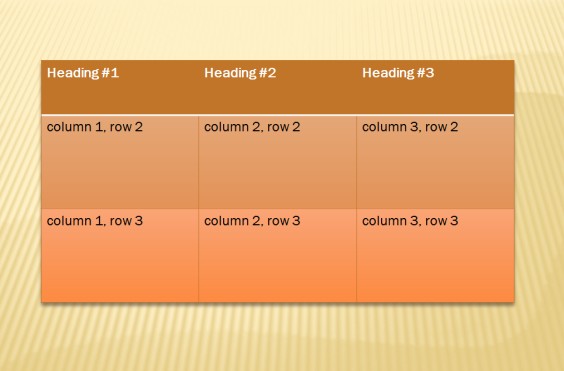 Heading #1 Heading #2 Heading #3
column 1, row 2 column 2, row 2 column 3, row 2
column 1, row 3 column 2, row 3 column 3, row 3